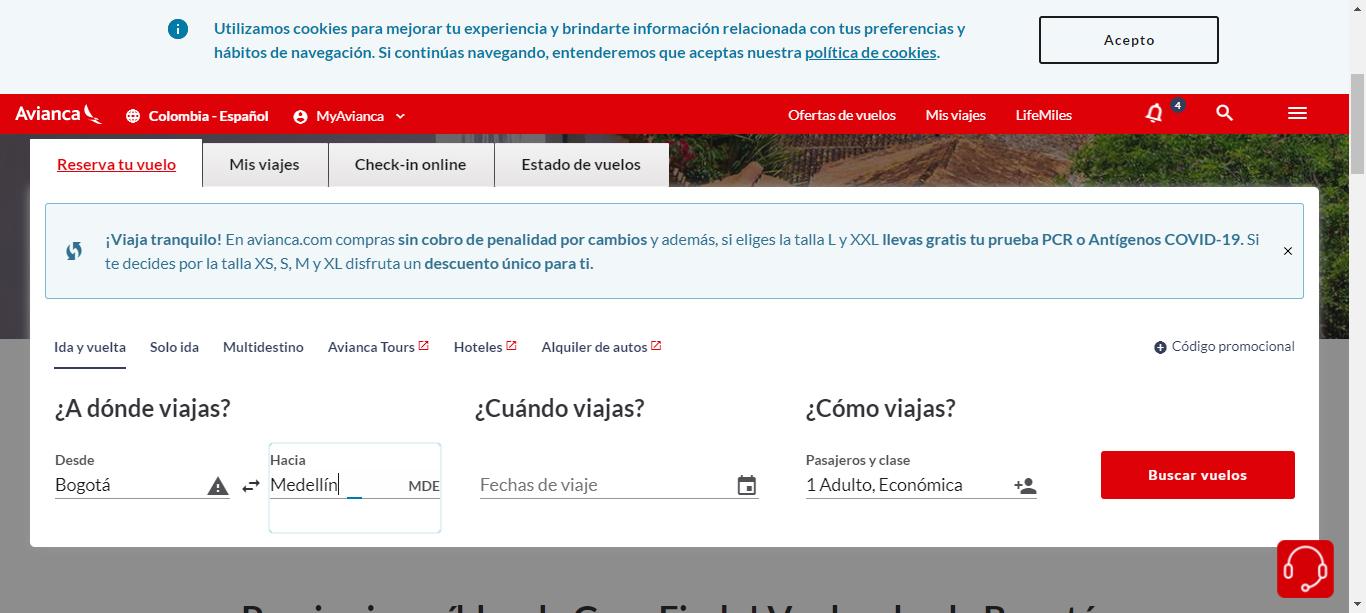 Utilizamos cookies para mejorar tu experiencia y brindarte información relacionada con tus preferencias y
hábitos de navegación. Si continúas navegando, entenderemos que aceptas nuestra política de cookies.
Acepto
Avianca
Colombia - Español
MyAvianca
Ofertas de vuelos
Mis viajes
LifeMiles
4
Reserva tu vuelo
Mis viajes
Check-in online
Estado de vuelos
¡Viaja tranquilo! En avianca.com compras sin cobro de penalidad por cambios y además, si eliges la talla L y XXL llevas gratis tu prueba PCR o Antígenos COVID-19. Si
te decides por la talla XS, S, M y XL disfruta un descuento único para ti.
Ida y vuelta
Solo ida
Multidestino
Avianca Tours
Hoteles
Alquiler de autos
Código promocional
¿A dónde viajas?
¿Cuándo viajas?
¿Cómo viajas?
Desde
Hacia
Pasajeros y clase
Bogotá
Medellín
MDE
Fechas de viaje
1 Adulto, Económica
Buscar vuelos